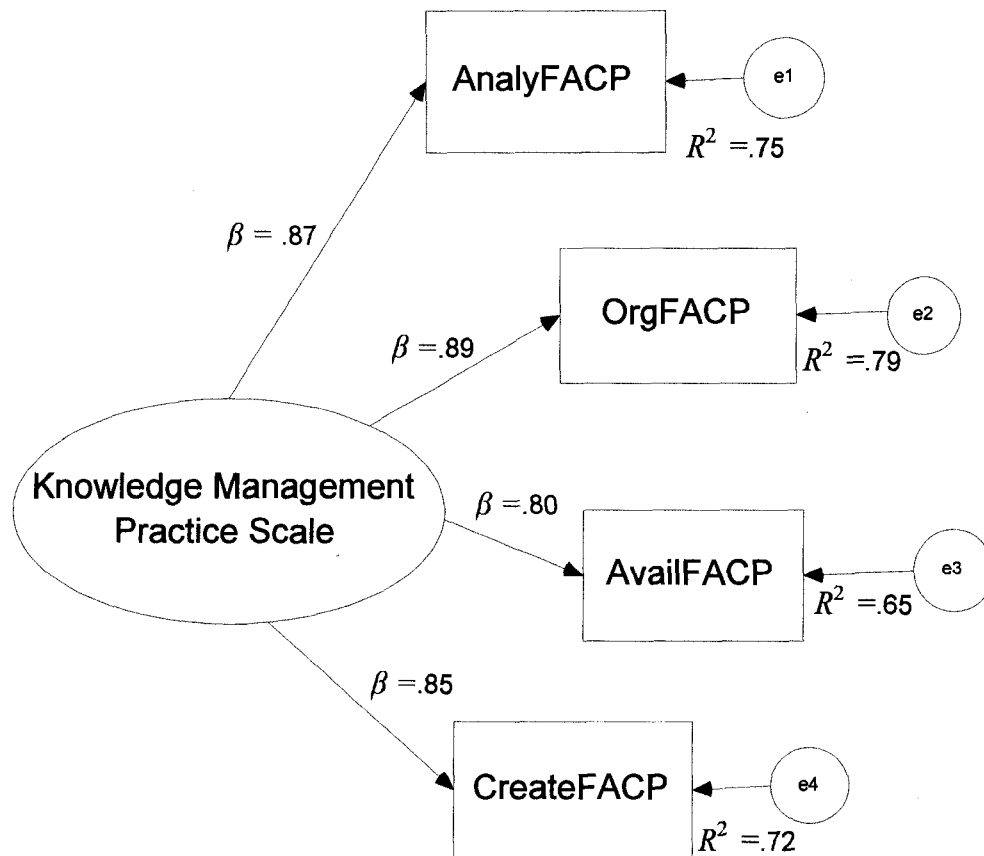 AnalyFACP
e1
R² =.75
β = .87
OrgFACP
e2
β =.89
R² =.79
Knowledge Management
Practice Scale
β =.80
AvailFACP
e3
R² =.65
β =.85
CreateFACP
e4
R² =.72